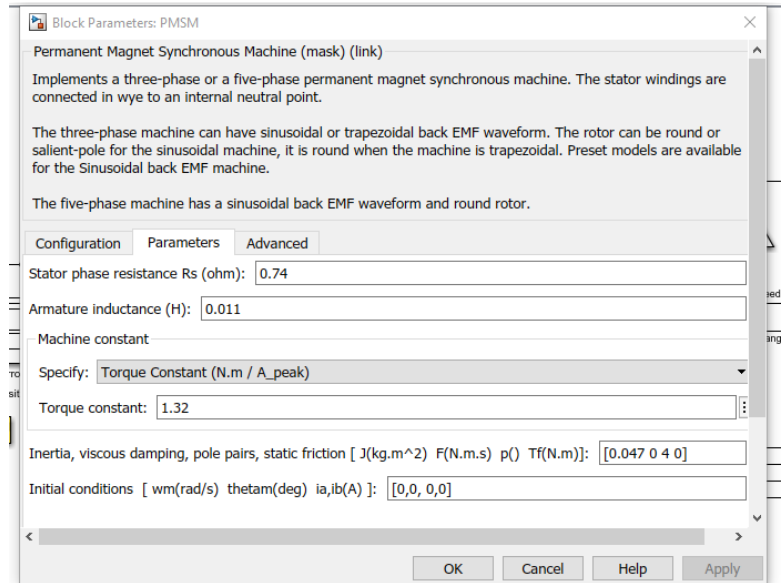 Block Parameters: PMSM
Permanent Magnet Synchronous Machine (mask) (link)
Implements a three-phase or a five-phase permanent magnet synchronous machine. The stator windings are
connected in wye to an internal neutral point.
The three-phase machine can have sinusoidal or trapezoidal back EMF waveform. The rotor can be round or
salient-pole for the sinusoidal machine, it is round when the machine is trapezoidal. Preset models are available
for the Sinusoidal back EMF machine.
The five-phase machine has a sinusoidal back EMF waveform and round rotor.
Configuration Parameters Advanced
Stator phase resistance Rs (ohm): 0.74
Armature inductance (H): 0.011
Machine constant
Specify: Torque Constant (N.m / A_peak)
Torque constant: 1.32
Inertia, viscous damping, pole pairs, static friction [ J(kg.m^2) F(N.m.s) p() Tf(N.m)]: [0.047 0 4 0]
Initial conditions [ wm(rad/s) thetam(deg) ia,ib(A) ]: [0,0, 0,0]
OK Cancel Help Apply